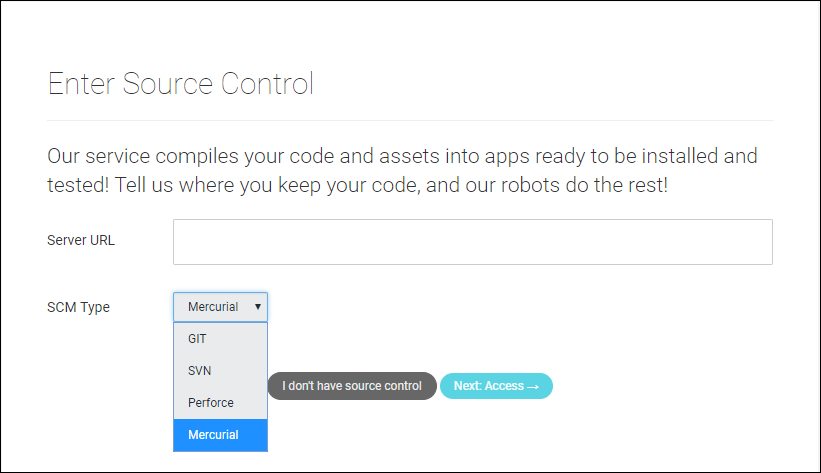 Enter Source Control
Our service compiles your code and assets into apps ready to be installed and
tested! Tell us where you keep your code, and our robots do the rest!
Server URL
SCM Type
Mercurial
GIT
SVN
Perforce
Mercurial
I don't have source control
Next: Access →